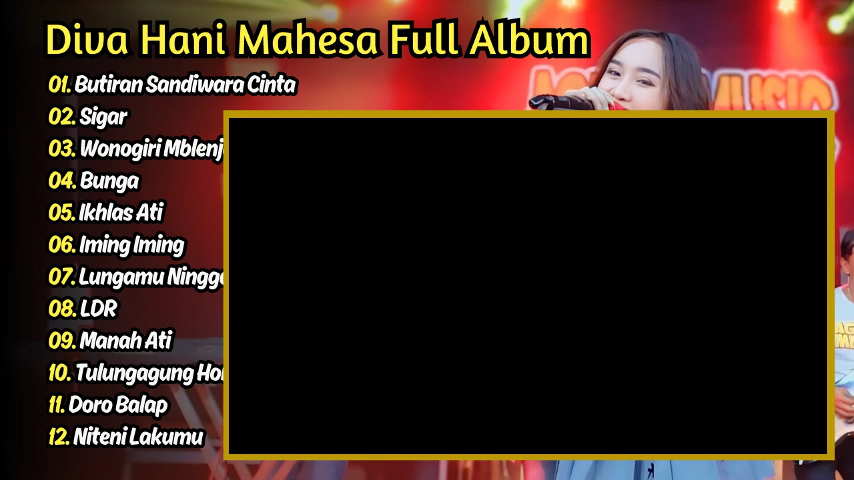 Diva Hani Mahesa Full Album
01. Butiran Sandiwara Cinta
02. Sigar
03. Wonogiri
04. Bunga
05. Ikhlas Ati
06. Iming Iming
07. Lungamu
08. LDR
09. Manah Ati
10. Tulungagung
11. Doro Balap
12. Niteni Lakumu
MUSIC